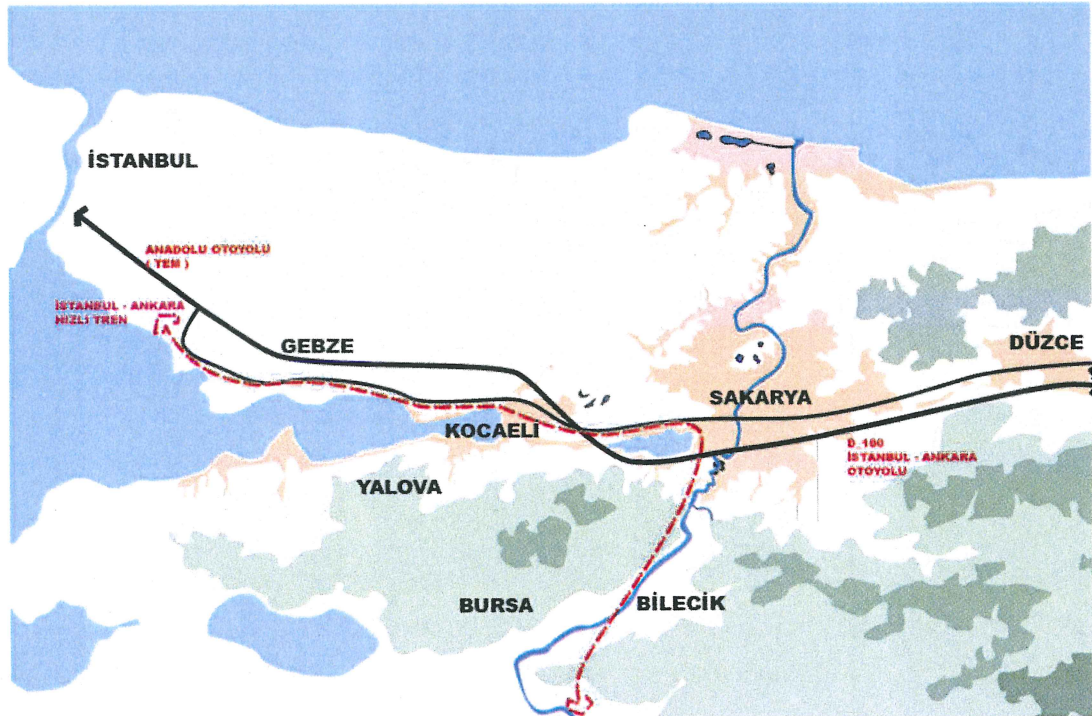 İSTANBUL
ANADOLU OTOYOLU
( TEM )
İSTANBUL - ANKARA
HIZLI TREN
GEBZE
DÜZCE
SAKARYA
KOCAELİ
D_100
İSTANBUL - ANKARA
OTOYOLU
YALOVA
BURSA
BİLECİK